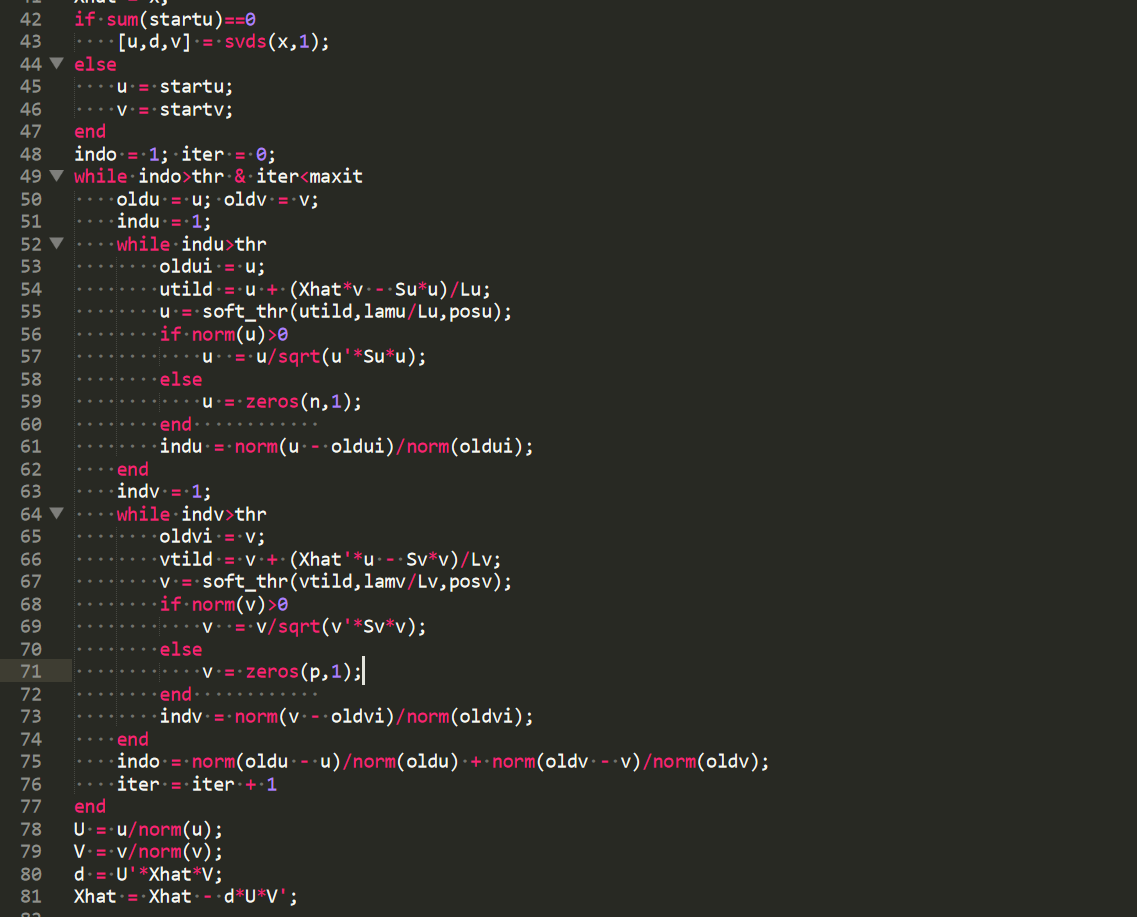 41 Xhat = x;
42 if sum(startu)==0
43     [u,d,v] = svds(x,1);
44 else
45     u = startu;
46     v = startv;
47 end
48 indo = 1; iter = 0;
49 while indo>thr & iter<maxit
50     oldu = u; oldv = v;
51     indu = 1;
52     while indu>thr
53         oldui = u;
54         utild = u + (Xhat*v - Su*u)/Lu;
55         u = soft_thr(utild,lamu/Lu,posu);
56         if norm(u)>0
57             u  = u/sqrt(u'*Su*u);
58         else
59             u = zeros(n,1);
60         end
61         indu = norm(u - oldui)/norm(oldui);
62     end
63     indv = 1;
64     while indv>thr
65         oldvi = v;
66         vtild = v + (Xhat'*u - Sv*v)/Lv;
67         v = soft_thr(vtild,lamv/Lv,posv);
68         if norm(v)>0
69             v  = v/sqrt(v'*Sv*v);
70         else
71             v = zeros(p,1);
72         end
73         indv = norm(v - oldvi)/norm(oldvi);
74     end
75     indo = norm(oldu - u)/norm(oldu) + norm(oldv - v)/norm(oldv);
76     iter = iter + 1
77 end
78 U = u/norm(u);
79 V = v/norm(v);
80 d = U'*Xhat*V;
81 Xhat = Xhat - d*U*V';